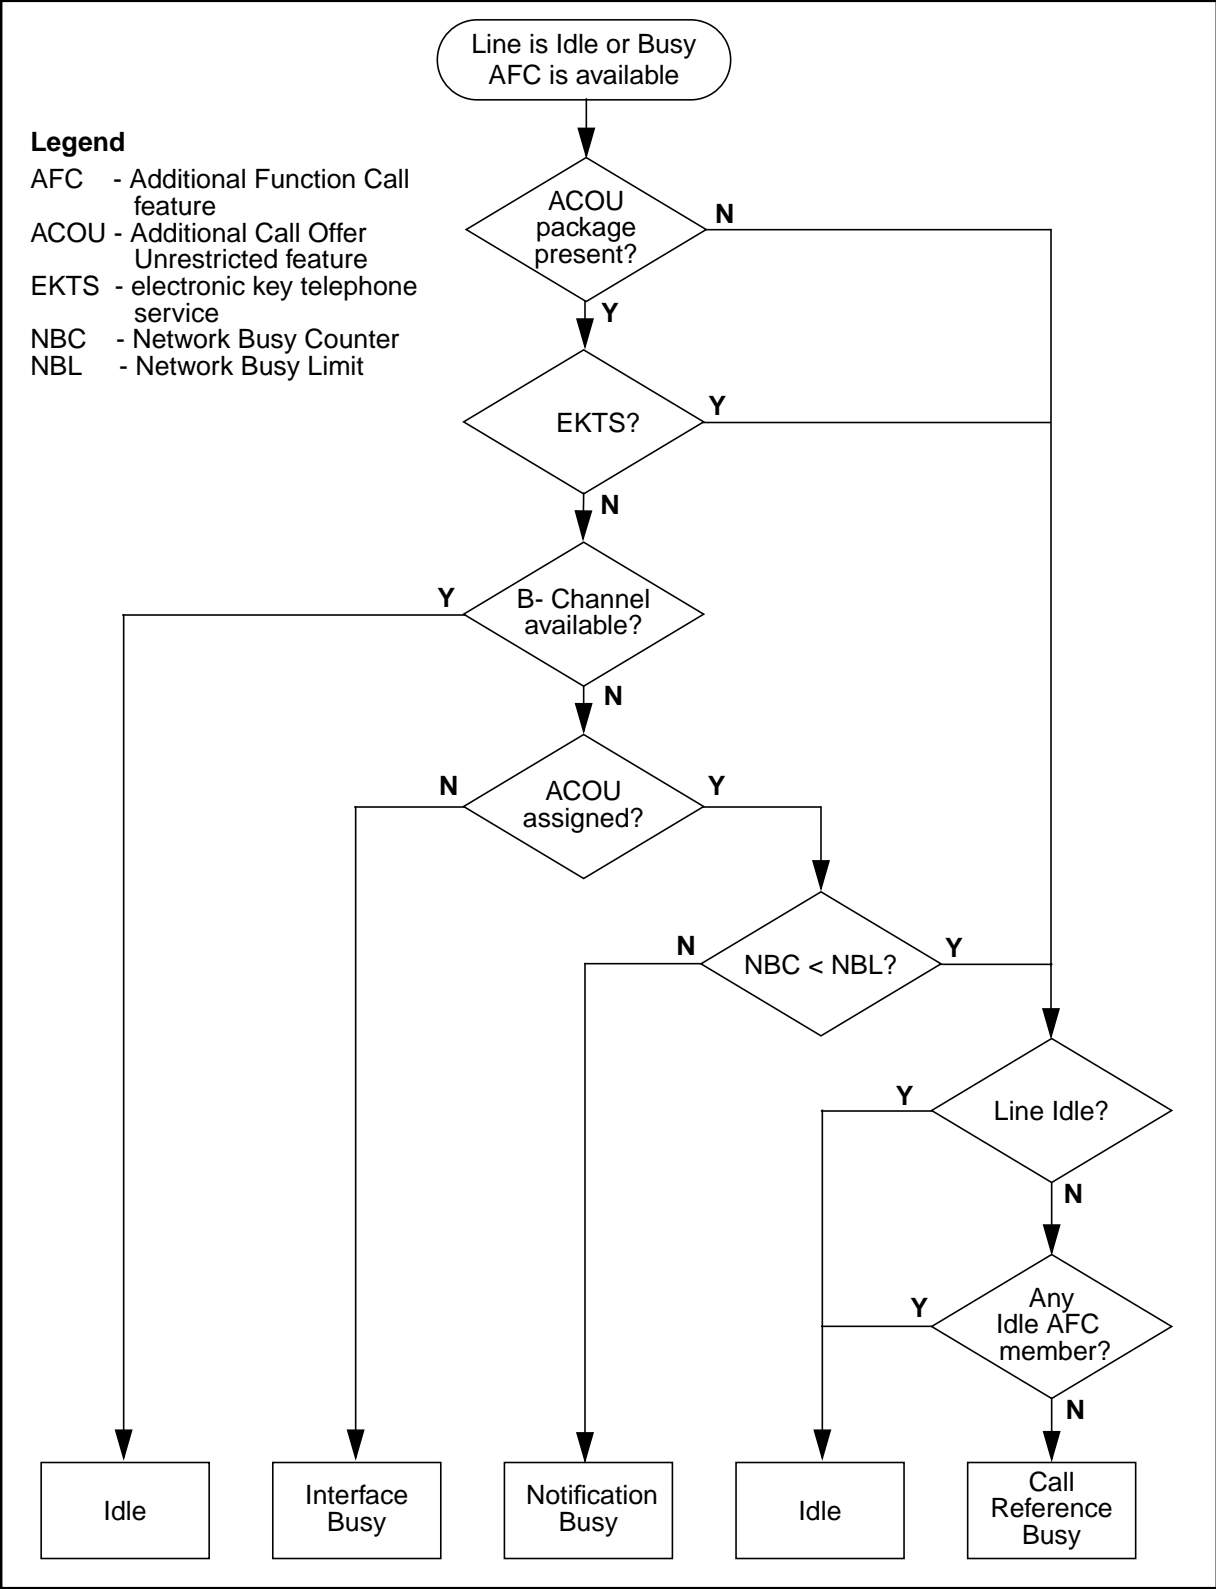 Line is Idle or Busy
AFC is available
Legend
AFC - Additional Function Call
feature
ACOU - Additional Call Offer
Unrestricted feature
EKTS - electronic key telephone
service
NBC - Network Busy Counter
NBL - Network Busy Limit
ACOU
package
present?
N
Y
EKTS?
Y
N
B- Channel
available?
Y
N
ACOU
assigned?
N
Y
NBC < NBL?
N
Y
Line Idle?
Y
N
Any
Idle AFC
member?
Y
N
Idle
Interface
Busy
Notification
Busy
Idle
Call
Reference
Busy